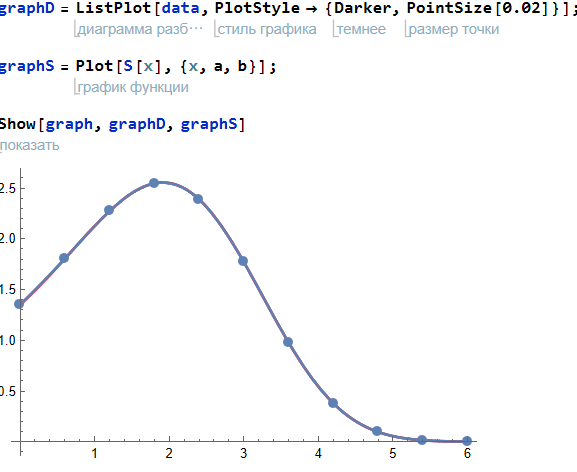 graphD = ListPlot[data, PlotStyle → {Darker, PointSize[0.02]}];
диаграмма разб⋯ стиль графика темнее размер точки
graphS = Plot[S[x], {x, a, b}];
график функции
Show[graph, graphD, graphS]
показать
2.5
2.0
1.5
1.0
0.5
1 2 3 4 5 6